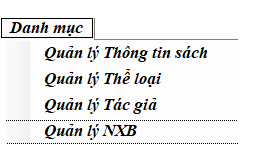 Danh mục
Quản lý Thông tin sách
Quản lý Thể loại
Quản lý Tác giả
Quản lý NXB